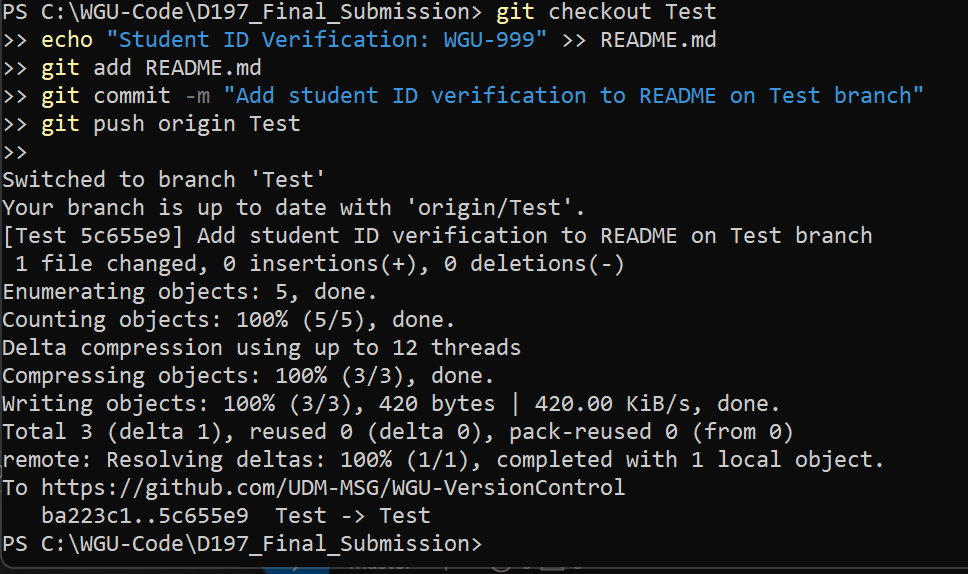 PS C:\WGU-Code\D197_Final_Submission> git checkout Test
>> echo "Student ID Verification: WGU-999" >> README.md
>> git add README.md
>> git commit -m "Add student ID verification to README on Test branch"
>> git push origin Test
>>
Switched to branch 'Test'
Your branch is up to date with 'origin/Test'.
[Test 5c655e9] Add student ID verification to README on Test branch
 1 file changed, 0 insertions(+), 0 deletions(-)
Enumerating objects: 5, done.
Counting objects: 100% (5/5), done.
Delta compression using up to 12 threads
Compressing objects: 100% (3/3), done.
Writing objects: 100% (3/3), 420 bytes | 420.00 KiB/s, done.
Total 3 (delta 1), reused 0 (delta 0), pack-reused 0 (from 0)
remote: Resolving deltas: 100% (1/1), completed with 1 local object.
To https://github.com/UDM-MSG/WGU-VersionControl
   ba223c1..5c655e9  Test -> Test
PS C:\WGU-Code\D197_Final_Submission>